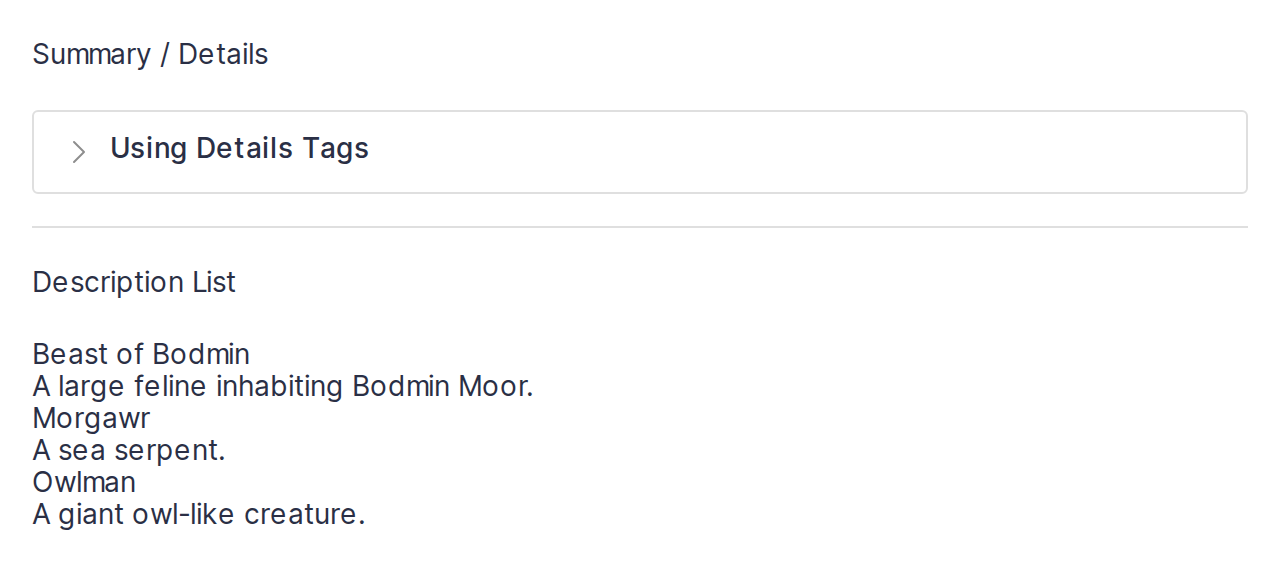 Summary / Details
Using Details Tags
Description List
Beast of Bodmin
A large feline inhabiting Bodmin Moor.
Morgawr
A sea serpent.
Owlman
A giant owl-like creature.